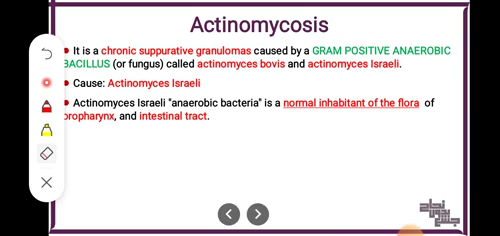 Actinomycosis
It is a chronic suppurative granulomas caused by a GRAM POSITIVE ANAEROBIC
BACILLUS (or fungus) called actinomyces bovis and actinomyces Israeli.
Cause: Actinomyces Israeli
Actinomyces Israeli "anaerobic bacteria" is a normal inhabitant of the flora of
oropharynx, and intestinal tract.